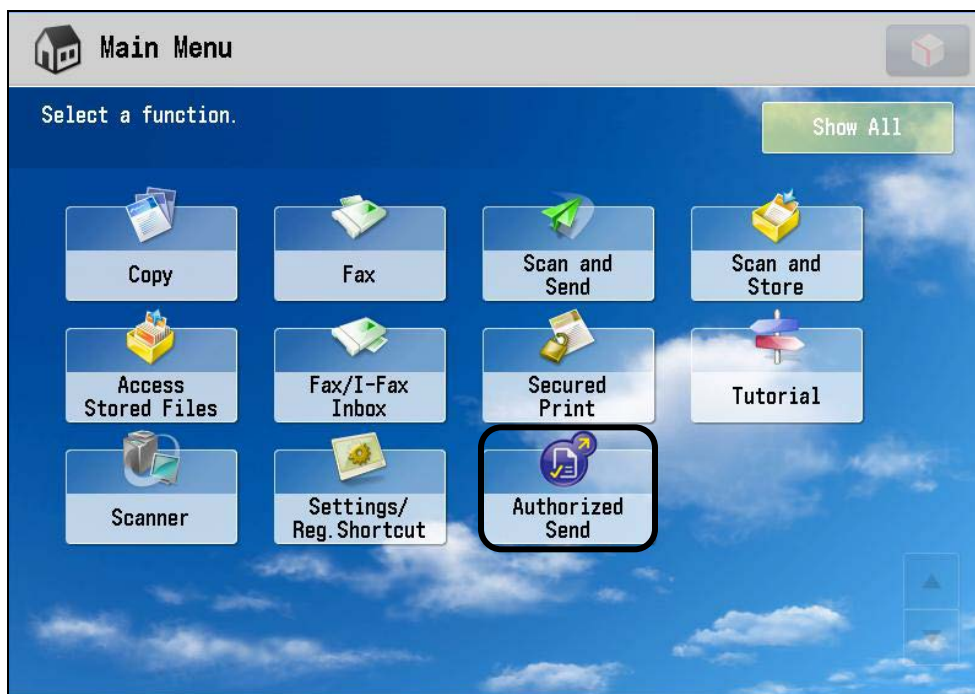 Main Menu
Select a function.
Show All
Copy
Fax
Scan and
Send
Scan and
Store
Access
Stored Files
Fax/I-Fax
Inbox
Secured
Print
Tutorial
Scanner
Settings/
Reg.Shortcut
Authorized
Send